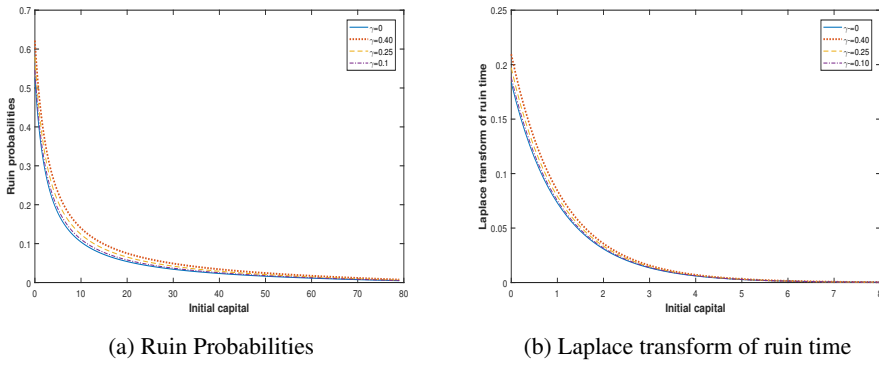 0.7
0.6
0.5
0.4
0.3
0.2
0.1
0
Ruin probabilities
γ=0
γ=0.40
γ=0.25
γ=0.1
0 10 20 30 40 50 60 70 80
Initial capital
(a) Ruin Probabilities
0.2
0.15
0.1
0.05
0
Laplace transform of ruin time
γ=0
γ=0.40
γ=0.25
γ=0.10
0 1 2 3 4 5 6 7 8
Initial capital
(b) Laplace transform of ruin time